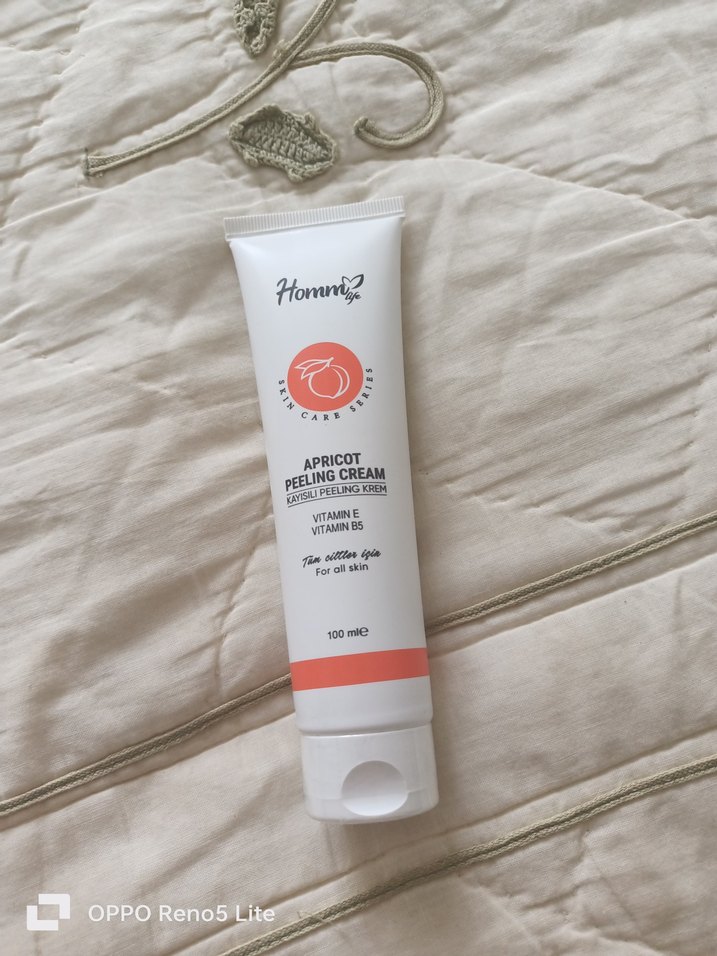 Homm life
SKIN CARE SERIES
APRICOT
PEELING CREAM
KAYISILI PEELING KREM
VITAMIN E
VITAMIN B5
Tüm ciltler için
For all skin
100 ml℮
OPPO Reno5 Lite